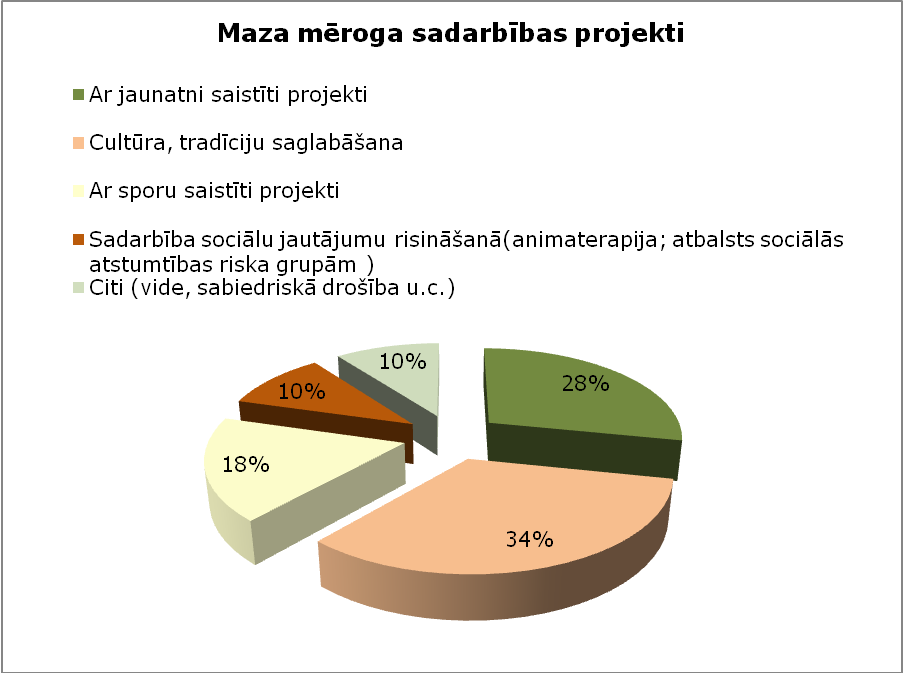 Maza mēroga sadarbības projekti
Ar jaunatni saistīti projekti
Cultūra, tradīciju saglabāšana
Ar sporu saistīti projekti
Sadarbība sociālu jautājumu risināšanā(animaterapija; atbalsts sociālās
atstumtības riska grupām )
Citi (vide, sabiedriskā drošība u.c.)
10%
28%
10%
18%
34%